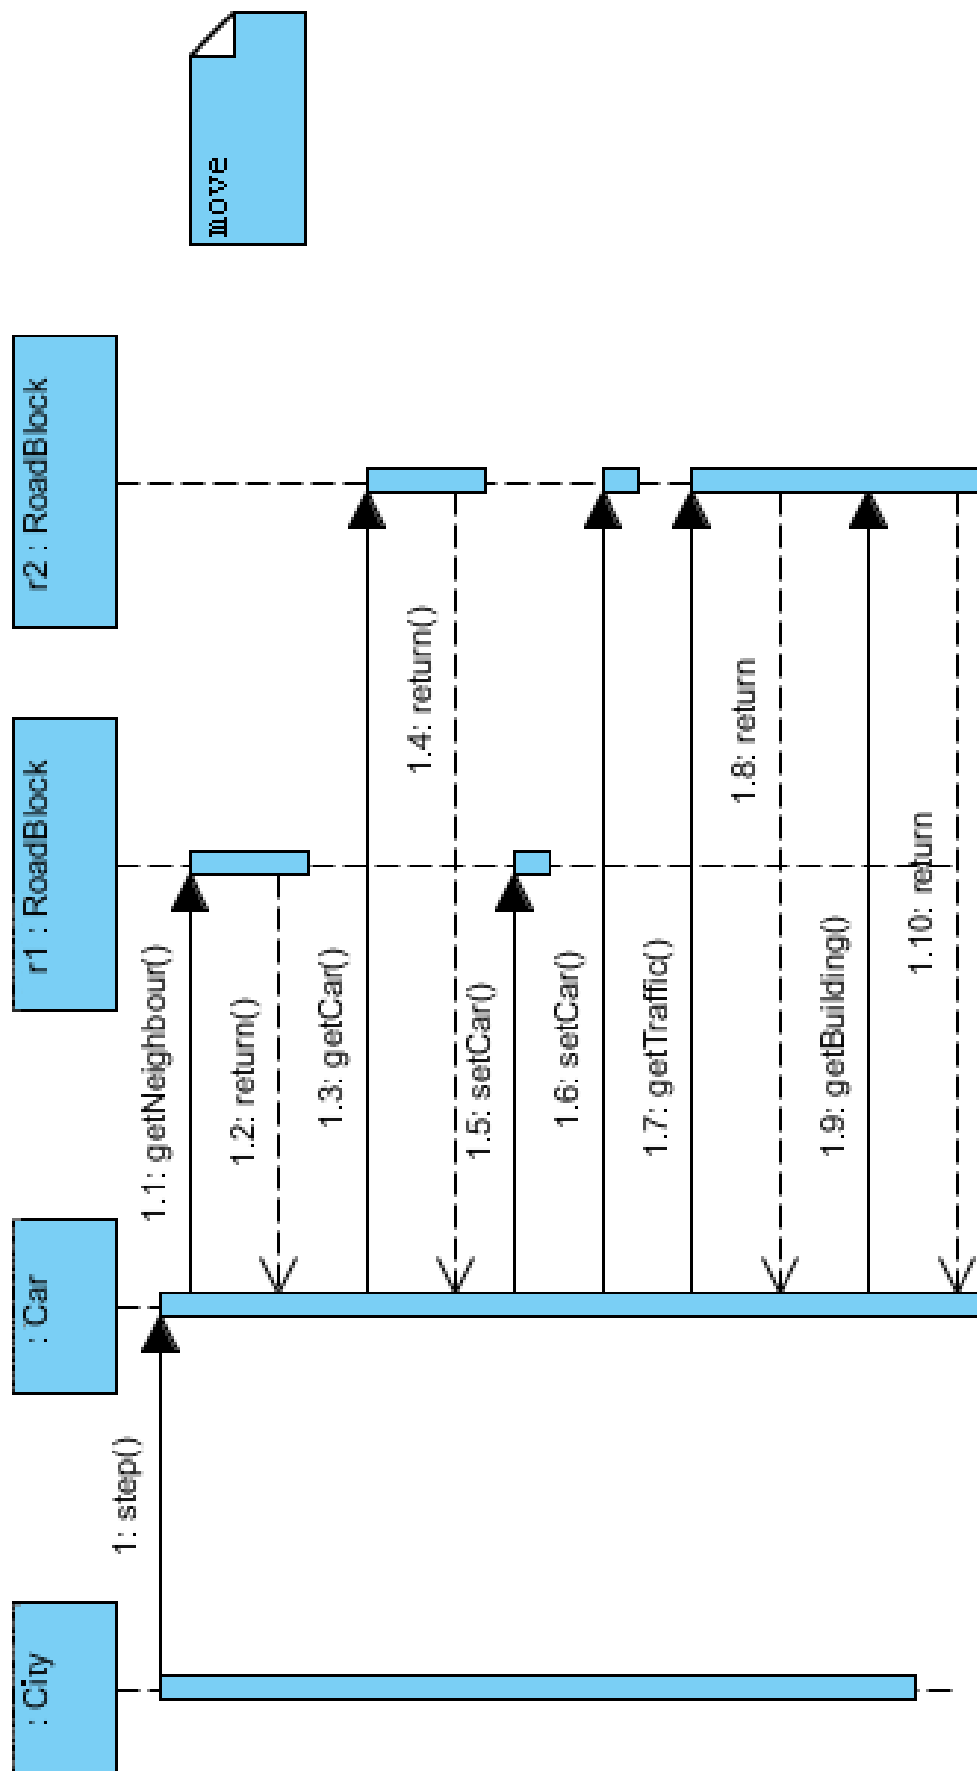 : City
: Car
r1 : RoadBlock
r2 : RoadBlock
move
1: step()
1.1: getNeighbour()
1.2: return()
1.3: getCar()
1.4: return()
1.5: setCar()
1.6: setCar()
1.7: getTraffic()
1.8: return
1.9: getBuilding()
1.10: return